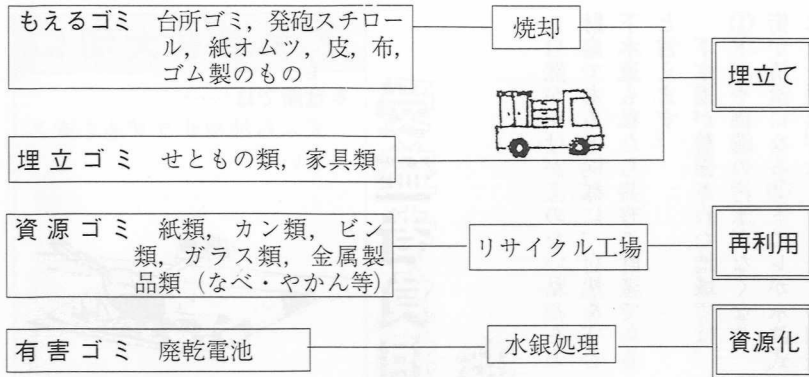 もえるゴミ 台所ゴミ，発砲スチロー
ル，紙オムツ，皮，布，
ゴム製のもの
焼却
埋立て
埋立ゴミ せともの類，家具類
資源ゴミ 紙類，カン類，ビン
類，ガラス類，金属製
品類（なべ・やかん等）
リサイクル工場
再利用
有害ゴミ 廃乾電池
水銀処理
資源化